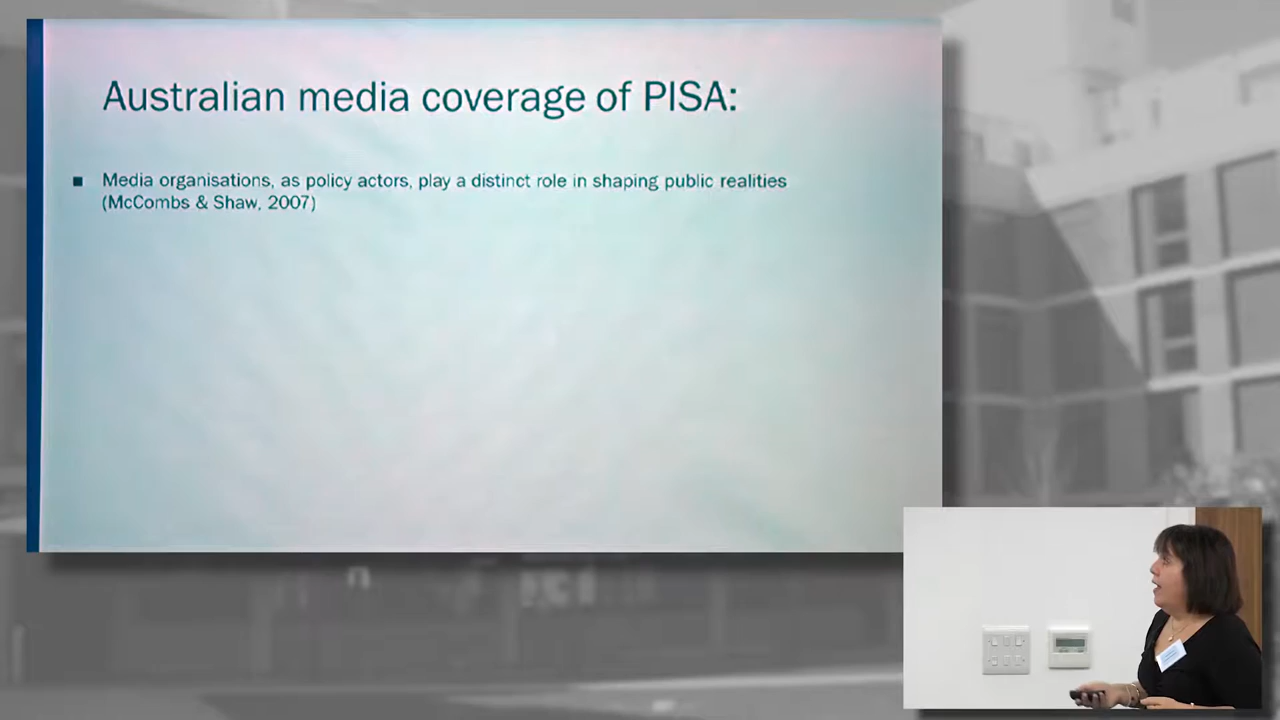 Australian media coverage of PISA:
Media organisations, as policy actors, play a distinct role in shaping public realities
(McCombs & Shaw, 2007)